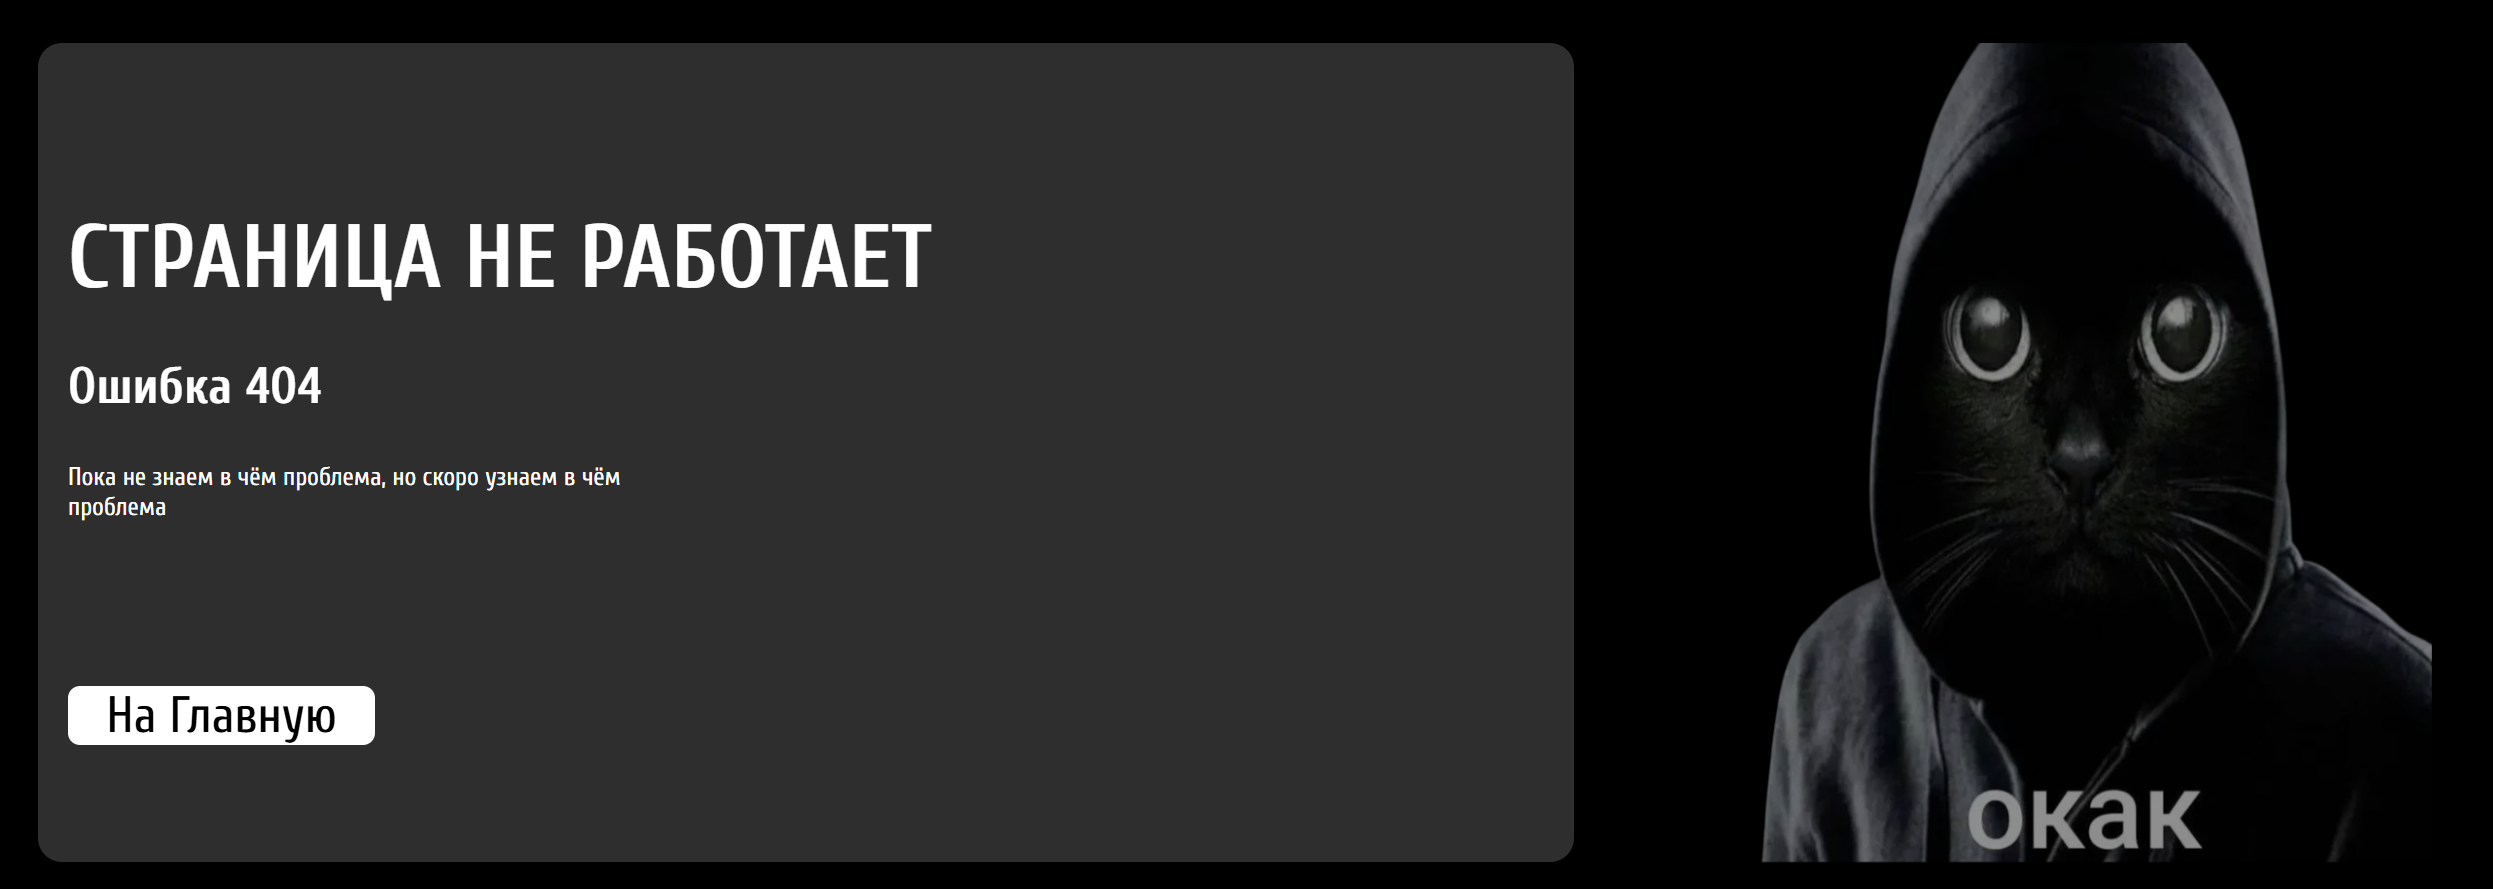 СТРАНИЦА НЕ РАБОТАЕТ
Ошибка 404
Пока не знаем в чём проблема, но скоро узнаем в чём
проблема
На Главную
окак